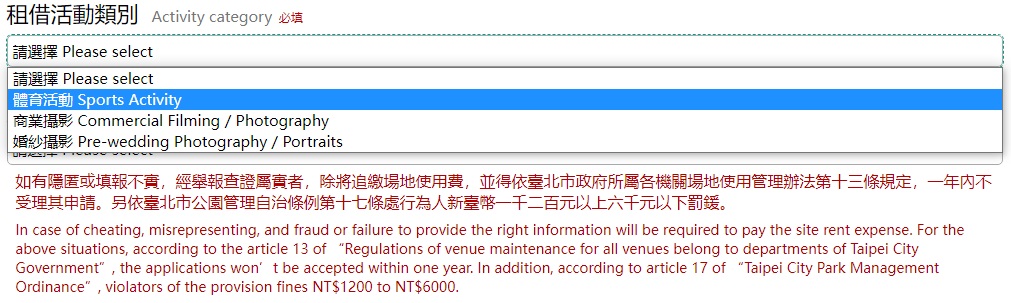 租借活動類別 Activity category 必填
請選擇 Please select
請選擇 Please select
體育活動 Sports Activity
商業攝影 Commercial Filming / Photography
婚紗攝影 Pre-wedding Photography / Portraits
請選擇 Please select
如有隱匿或填報不實，經舉報查證屬實者，除將追繳場地使用費，並得依臺北市政府所屬各機關場地使用管理辦法第十三條規定，一年內不
受理其申請。另依臺北市公園管理自治條例第十七條處行為人新臺幣一千二百元以上六千元以下罰鍰。
In case of cheating, misrepresenting, and fraud or failure to provide the right information will be required to pay the site rent expense. For the
above situations, according to the article 13 of “Regulations of venue maintenance for all venues belong to departments of Taipei City
Government”, the applications won’t be accepted within one year. In addition, according to article 17 of “Taipei City Park Management
Ordinance”, violators of the provision fines NT$1200 to NT$6000.